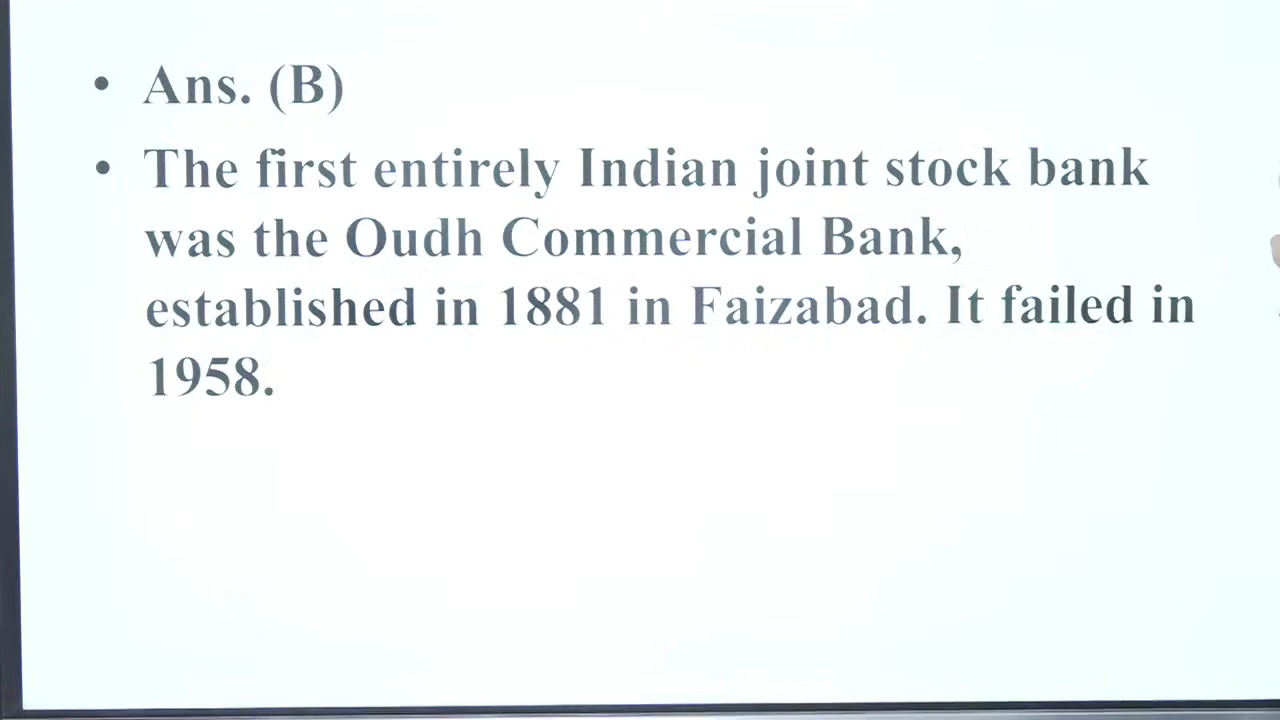 • Ans. (B)
• The first entirely Indian joint stock bank
was the Oudh Commercial Bank,
established in 1881 in Faizabad. It failed in
1958.